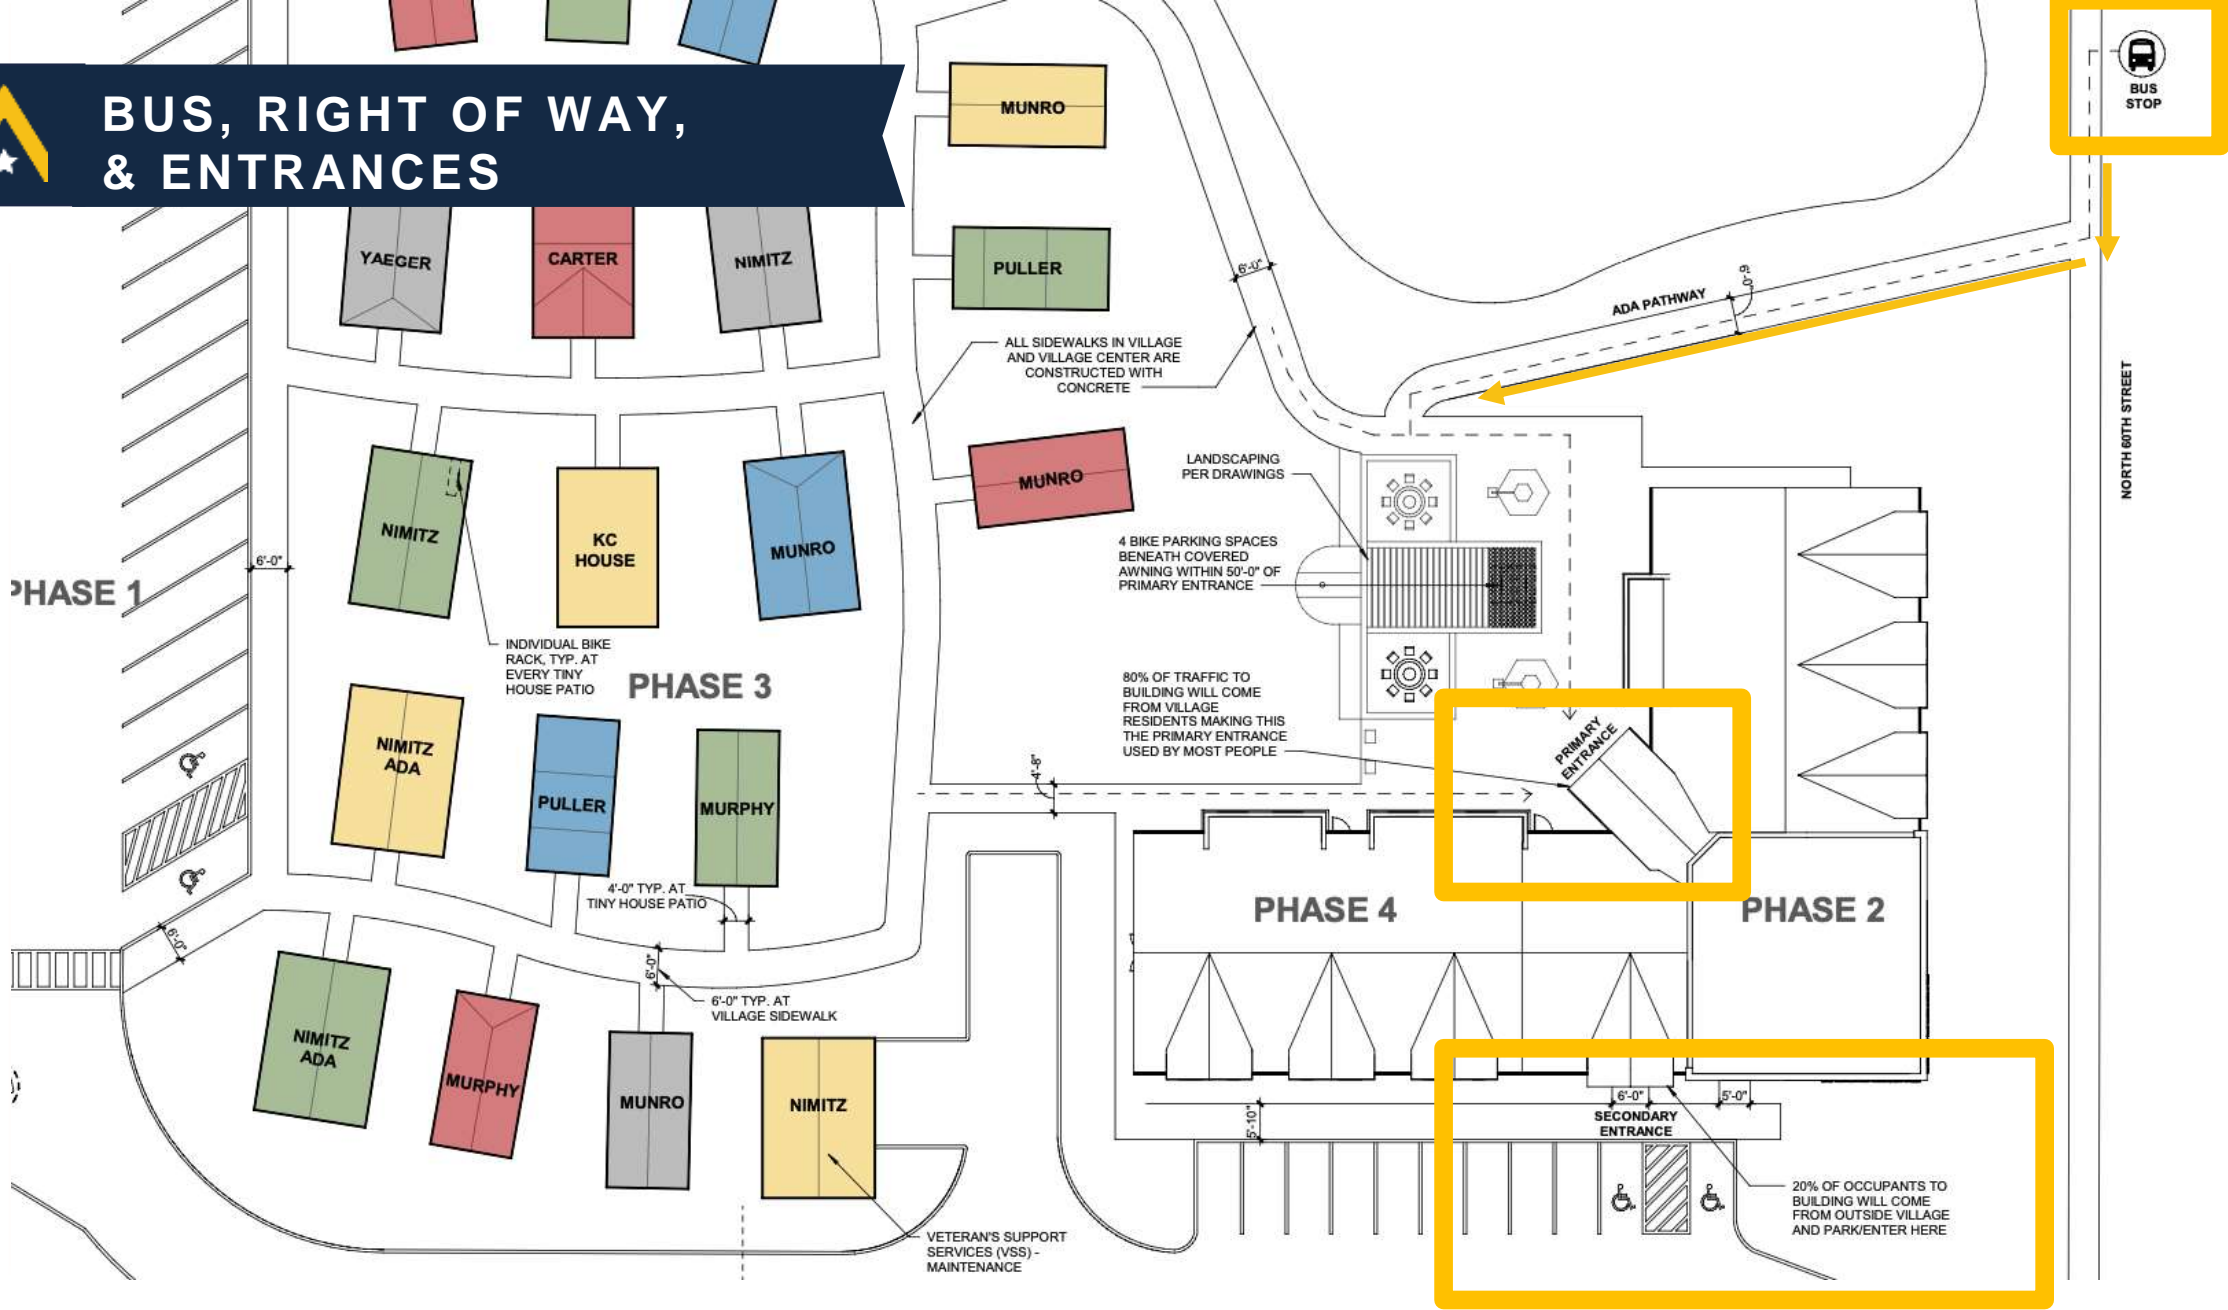 BUS, RIGHT OF WAY,
& ENTRANCES
BUS
STOP
MUNRO
PULLER
YAEGER
CARTER
NIMITZ
6'-0"
ADA PATHWAY
6'-0"
ALL SIDEWALKS IN VILLAGE
AND VILLAGE CENTER ARE
CONSTRUCTED WITH
CONCRETE
NORTH 60TH STREET
MUNRO
LANDSCAPING
PER DRAWINGS
NIMITZ
KC
HOUSE
MUNRO
4 BIKE PARKING SPACES
BENEATH COVERED
AWNING WITHIN 50'-0" OF
PRIMARY ENTRANCE
6'-0"
PHASE 1
INDIVIDUAL BIKE
RACK, TYP. AT
EVERY TINY
HOUSE PATIO
PHASE 3
80% OF TRAFFIC TO
BUILDING WILL COME
FROM VILLAGE
RESIDENTS MAKING THIS
THE PRIMARY ENTRANCE
USED BY MOST PEOPLE
PRIMARY
ENTRANCE
NIMITZ
ADA
PULLER
MURPHY
4'-8"
4'-0" TYP. AT
TINY HOUSE PATIO
PHASE 4
PHASE 2
6'-0"
6'-0"
6'-0" TYP. AT
VILLAGE SIDEWALK
NIMITZ
ADA
MURPHY
MUNRO
NIMITZ
5'-10"
6'-0"
5'-0"
SECONDARY
ENTRANCE
20% OF OCCUPANTS TO
BUILDING WILL COME
FROM OUTSIDE VILLAGE
AND PARK/ENTER HERE
VETERAN'S SUPPORT
SERVICES (VSS) -
MAINTENANCE